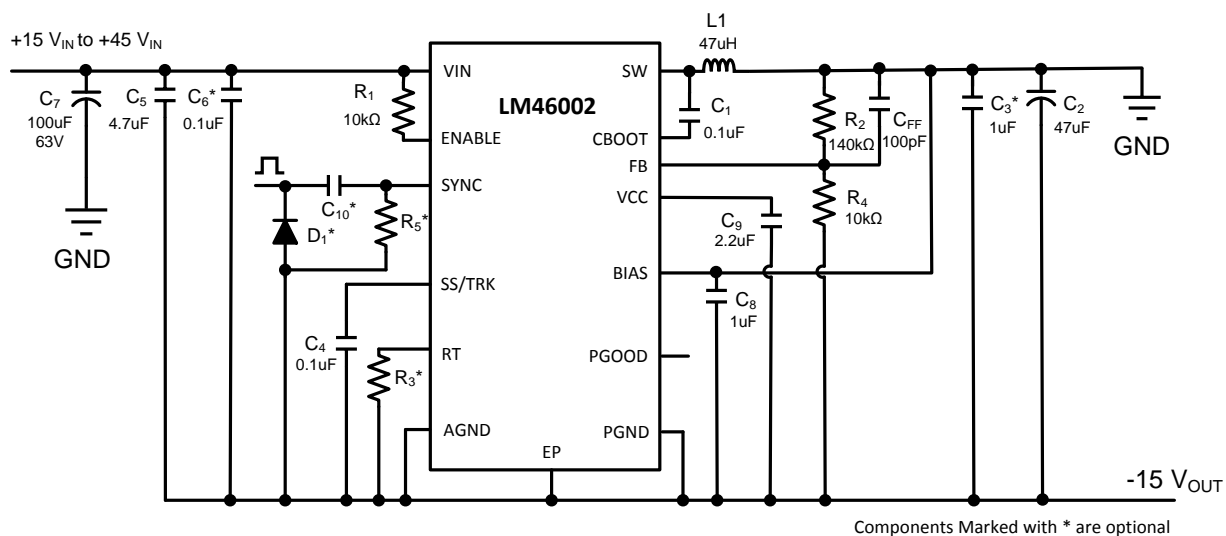 +15 V_IN to +45 V_IN
C7
100uF
63V
GND
C5
4.7uF
C6*
0.1uF
R1
10kΩ
C10*
D1*
R5*
C4
0.1uF
R3*
VIN
ENABLE
SYNC
SS/TRK
RT
AGND
LM46002
EP
SW
CBOOT
FB
VCC
BIAS
PGOOD
PGND
L1
47uH
C1
0.1uF
R2
140kΩ
CFF
100pF
R4
10kΩ
C9
2.2uF
C8
1uF
C3*
1uF
C2
47uF
GND
-15 V_OUT
Components Marked with * are optional